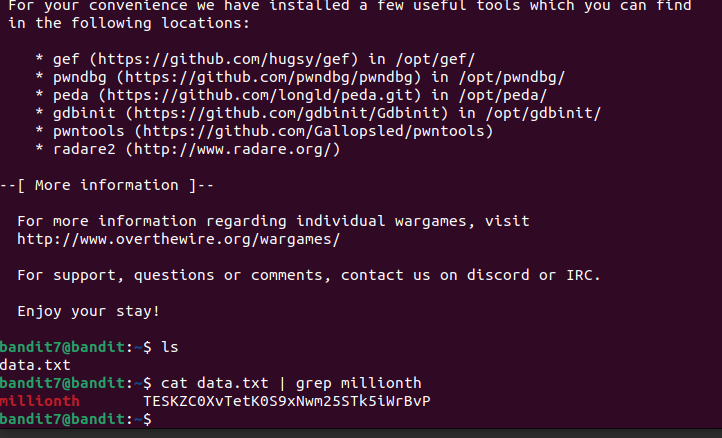 For your convenience we have installed a few useful tools which you can find
in the following locations:
* gef (https://github.com/hugsy/gef) in /opt/gef/
* pwndbg (https://github.com/pwndbg/pwndbg) in /opt/pwndbg/
* peda (https://github.com/longld/peda.git) in /opt/peda/
* gdbinit (https://github.com/gdbinit/Gdbinit) in /opt/gdbinit/
* pwntools (https://github.com/Gallopsled/pwntools)
* radare2 (http://www.radare.org/)
--[ More information ]--
For more information regarding individual wargames, visit
http://www.overthewire.org/wargames/
For support, questions or comments, contact us on discord or IRC.
Enjoy your stay!
bandit7@bandit:~$ ls
data.txt
bandit7@bandit:~$ cat data.txt | grep millionth
millionth TESKZC0XvTetK0S9xNwm25STk5iWrBvP
bandit7@bandit:~$